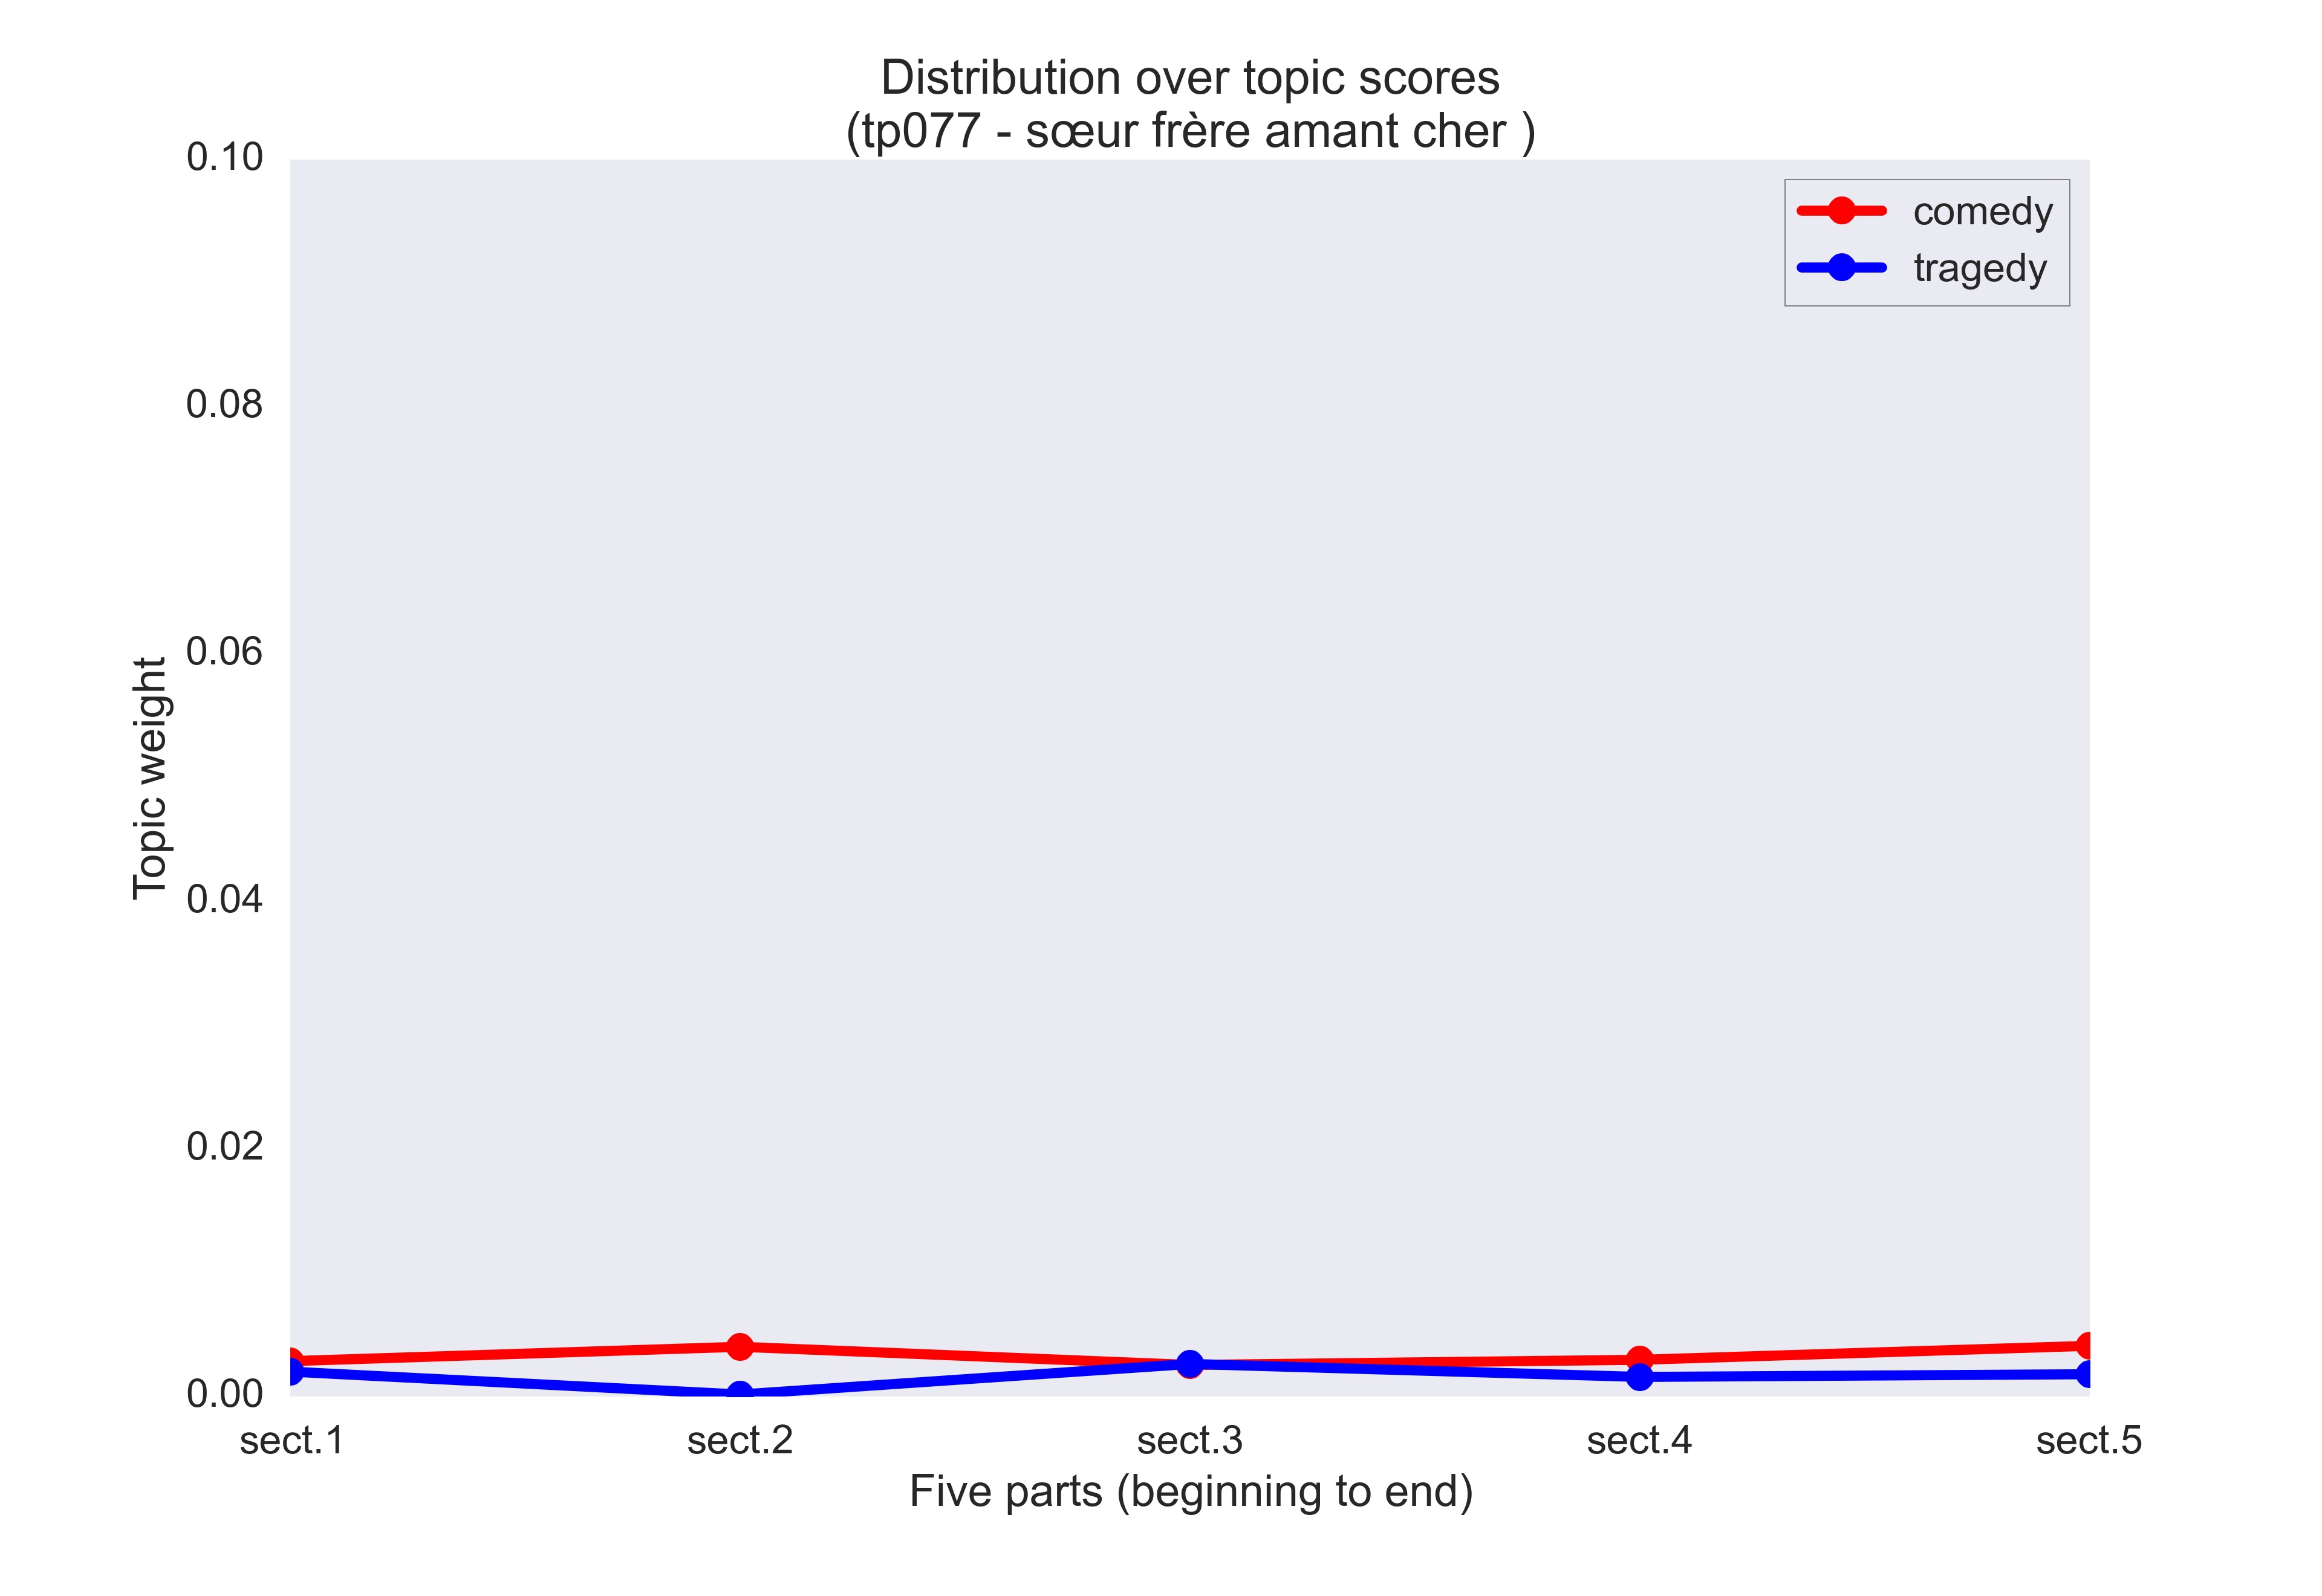 Distribution over topic scores
(tp077 - sœur frère amant cher )
0.10
0.08
0.06
0.04
0.02
0.00
Topic weight
comedy
tragedy
sect.1
sect.2
sect.3
sect.4
sect.5
Five parts (beginning to end)